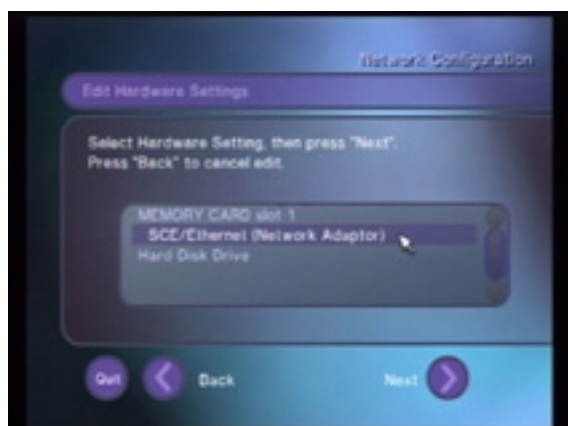 Network Configuration
Edit Hardware Settings
Select Hardware Setting, then press "Next".
Press "Back" to cancel edit.
MEMORY CARD slot 1
SCE/Ethernet (Network Adaptor)
Hard Disk Drive
Quit
Back
Next